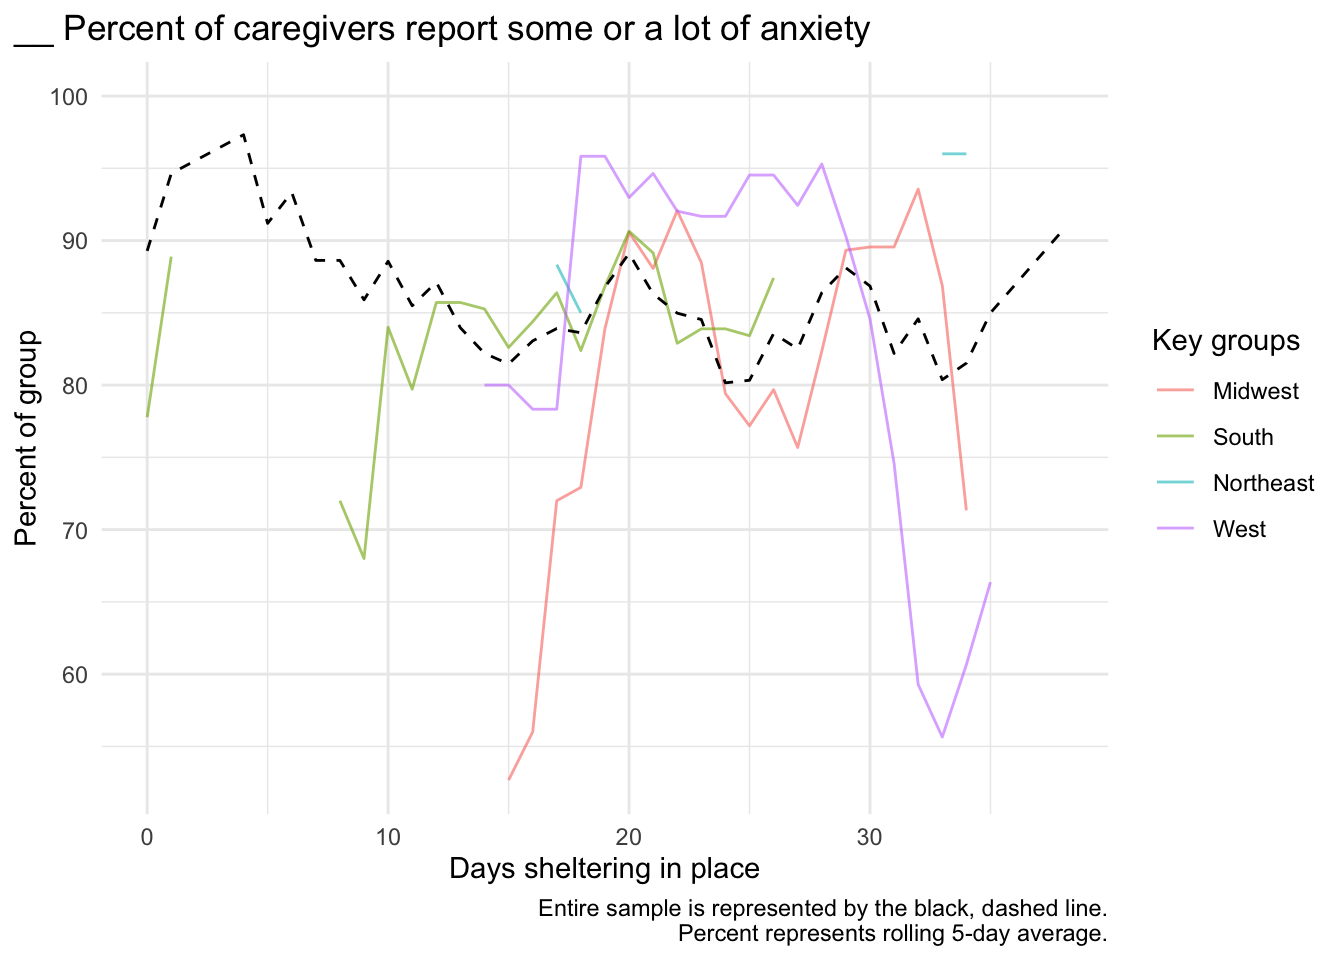 __ Percent of caregivers report some or a lot of anxiety
Percent of group
100
90
80
70
60
0 10 20 30
Days sheltering in place
Key groups
Midwest
South
Northeast
West
Entire sample is represented by the black, dashed line.
Percent represents rolling 5-day average.